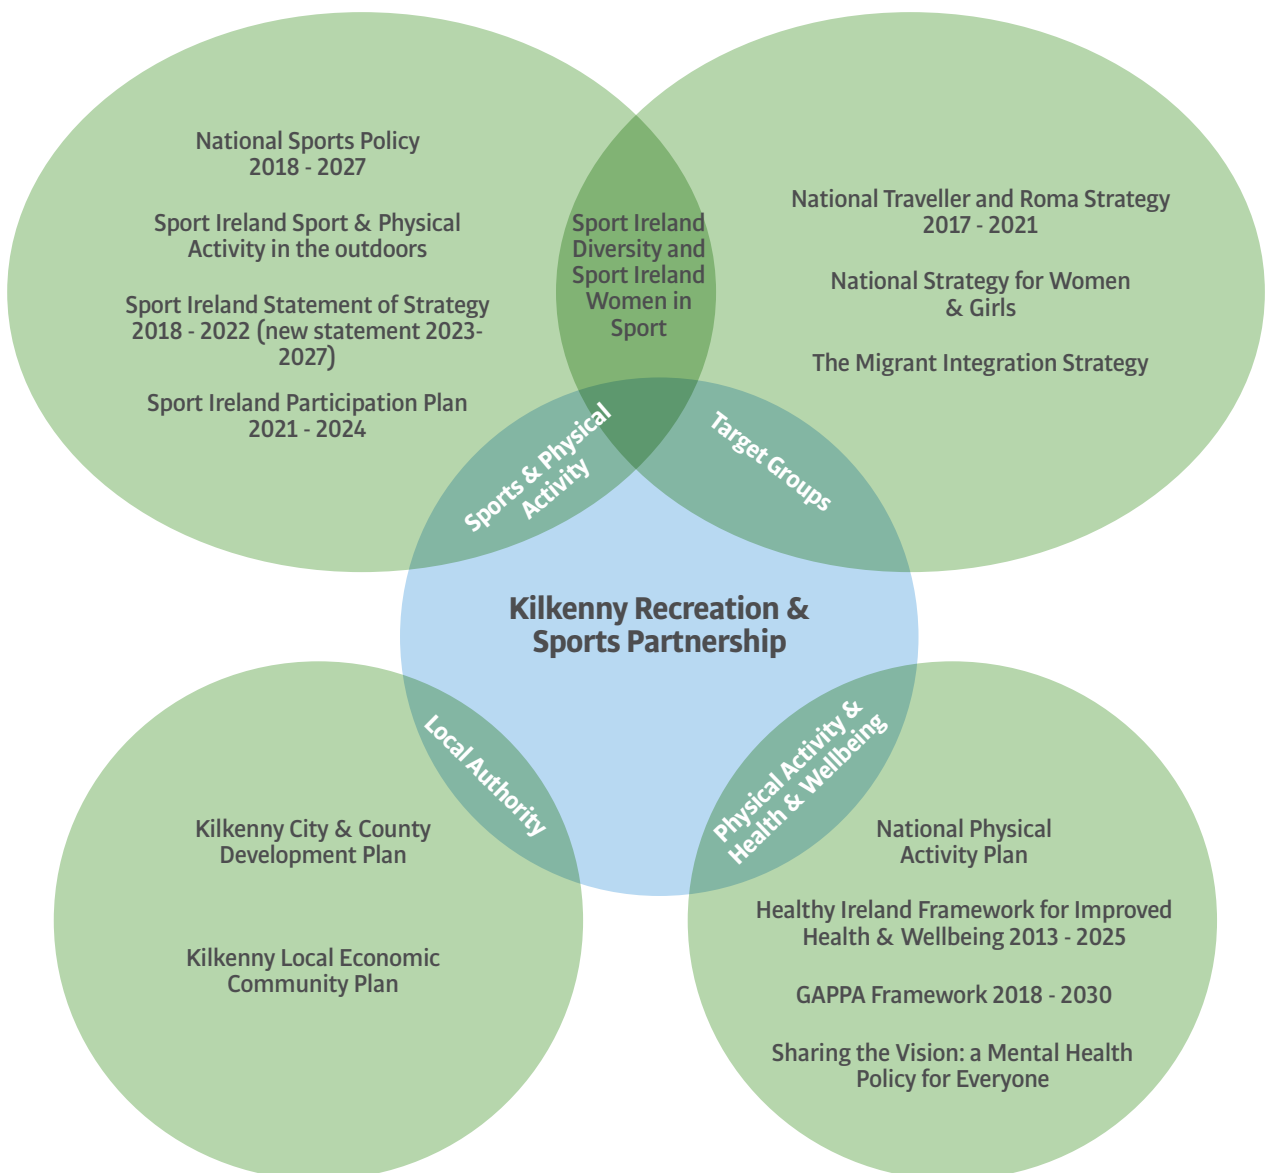 National Sports Policy
2018 - 2027
Sport Ireland Sport & Physical
Activity in the outdoors
Sport Ireland Statement of Strategy
2018 - 2022 (new statement 2023-
2027)
Sport Ireland Participation Plan
2021 - 2024
Sport Ireland
Diversity and
Sport Ireland
Women in
Sport
National Traveller and Roma Strategy
2017 - 2021
National Strategy for Women
& Girls
The Migrant Integration Strategy
Sports & Physical
Activity
Target Groups
Kilkenny Recreation &
Sports Partnership
Local Authority
Physical Activity &
Health & Wellbeing
Kilkenny City & County
Development Plan
Kilkenny Local Economic
Community Plan
National Physical
Activity Plan
Healthy Ireland Framework for Improved
Health & Wellbeing 2013 - 2025
GAPPA Framework 2018 - 2030
Sharing the Vision: a Mental Health
Policy for Everyone